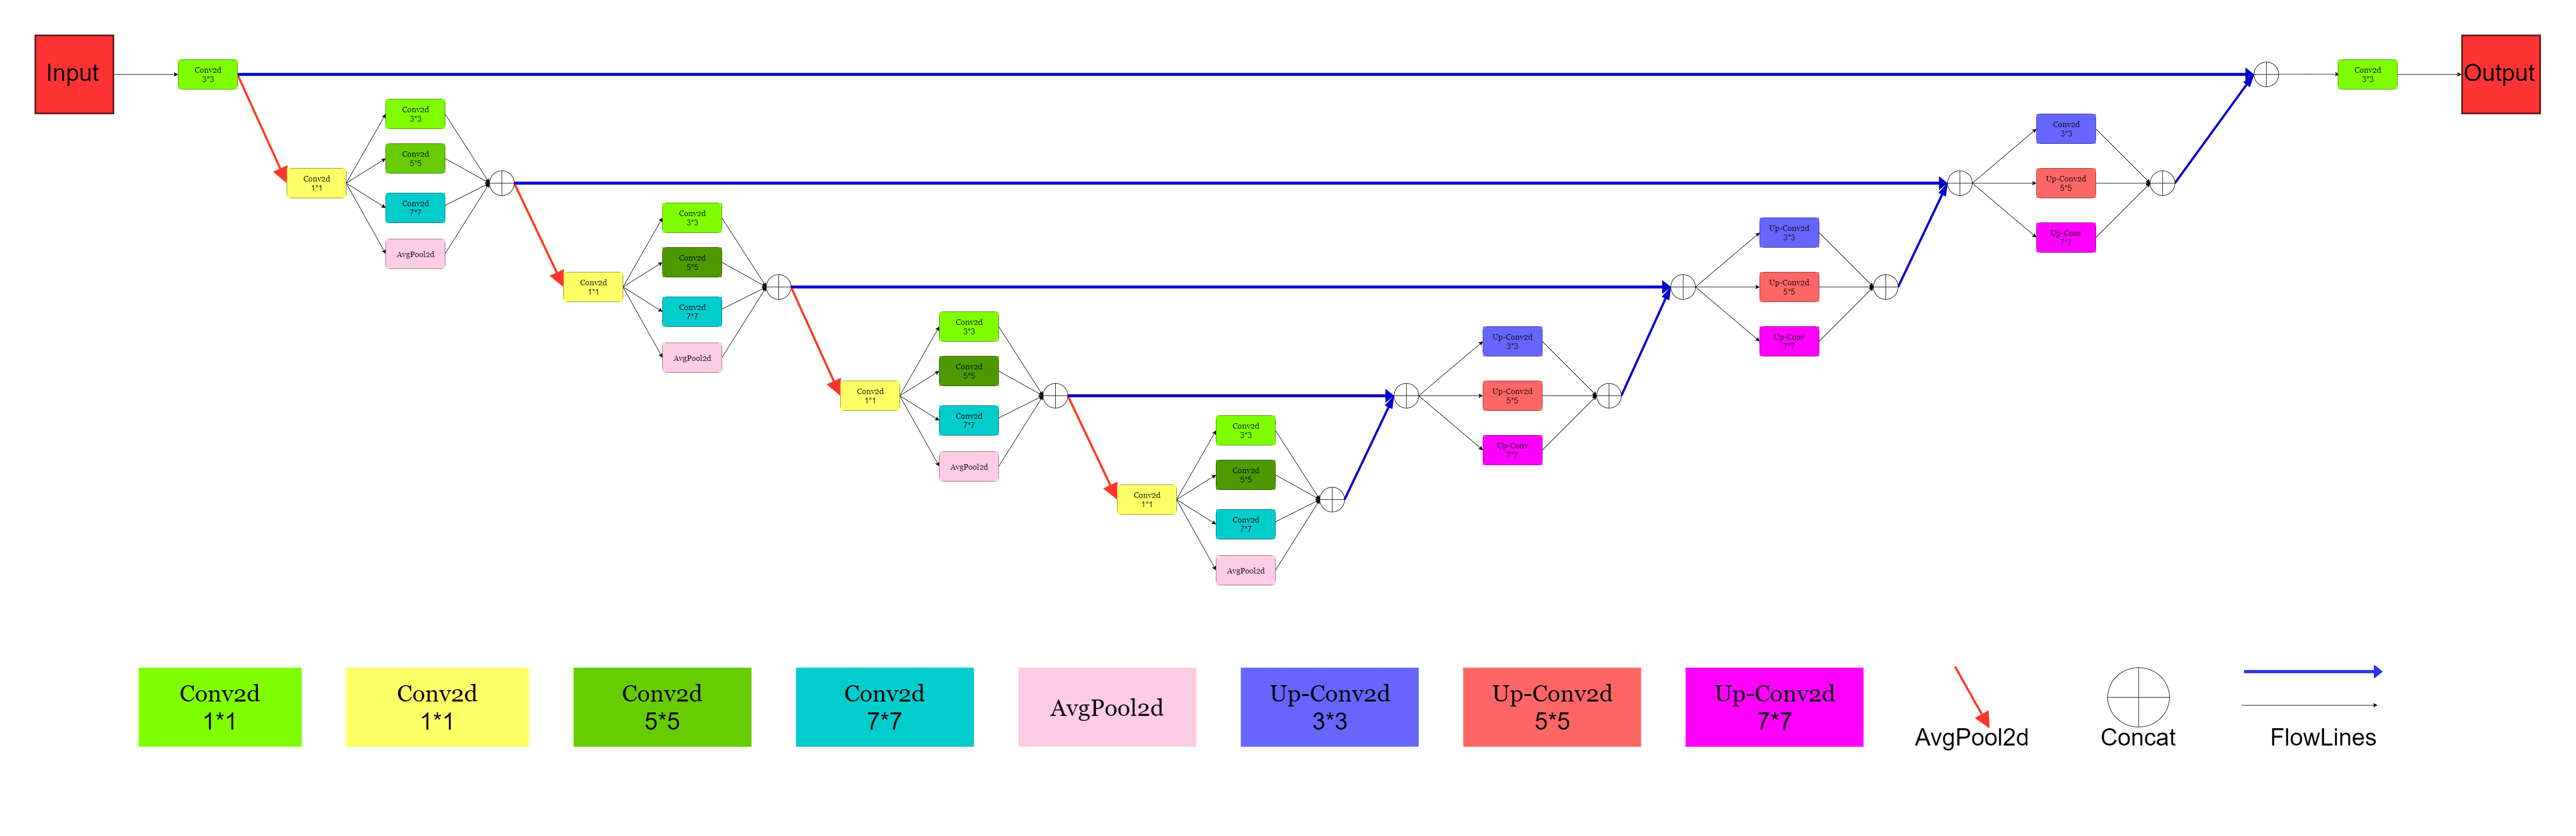 Input
Conv2d
3*3
Conv2d
3*3
Output
Conv2d
1*1
Conv2d
3*3
Conv2d
5*5
Conv2d
7*7
AvgPool2d
Conv2d
1*1
Conv2d
3*3
Conv2d
5*5
Conv2d
7*7
AvgPool2d
Conv2d
1*1
Conv2d
3*3
Conv2d
5*5
Conv2d
7*7
AvgPool2d
Conv2d
1*1
Conv2d
3*3
Conv2d
5*5
Conv2d
7*7
AvgPool2d
Up-Conv2d
3*3
Up-Conv2d
5*5
Up-Conv
7*7
Up-Conv2d
3*3
Up-Conv2d
5*5
Up-Conv
7*7
Conv2d
3*3
Up-Conv2d
5*5
Up-Conv
7*7
Conv2d
1*1
Conv2d
1*1
Conv2d
5*5
Conv2d
7*7
AvgPool2d
Up-Conv2d
3*3
Up-Conv2d
5*5
Up-Conv2d
7*7
AvgPool2d
Concat
FlowLines